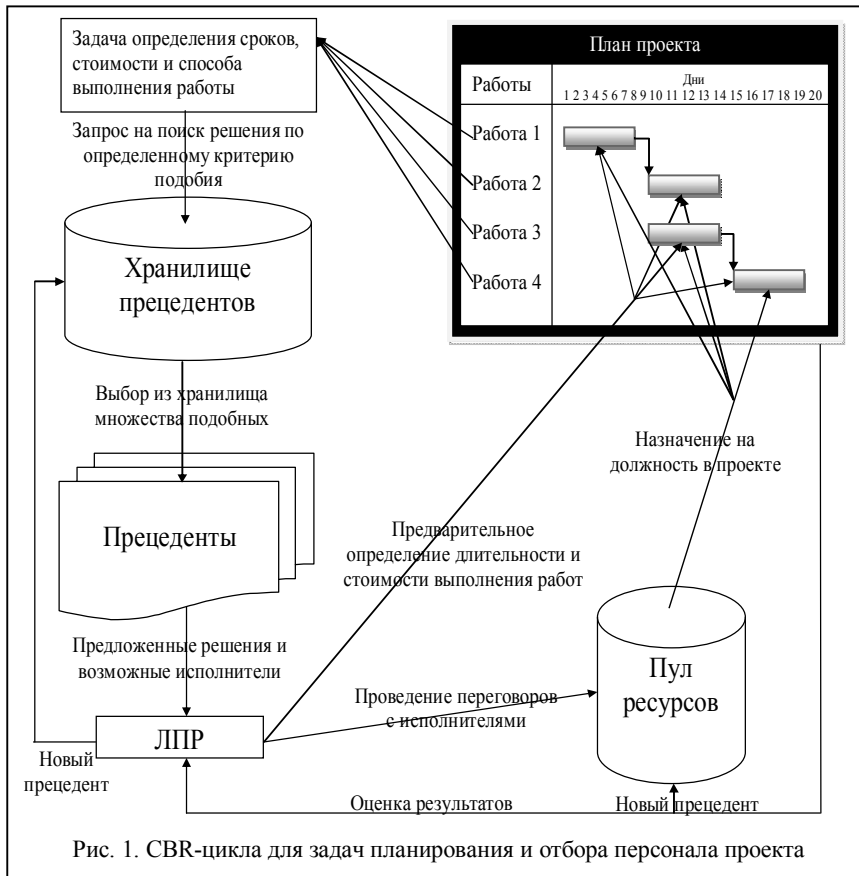 Задача определения сроков,
стоимости и способа
выполнения работы
План проекта
Работы
Дни
1 2 3 4 5 6 7 8 9 10 11 12 13 14 15 16 17 18 19 20
Работа 1
Работа 2
Работа 3
Работа 4
Запрос на поиск решения по
определенному критерию
подобия
Хранилище
прецедентов
Выбор из хранилища
множества подобных
Назначение на
должность в проекте
Прецеденты
Предварительное
определение длительности и
стоимости выполнения работ
Предложенные решения и
возможные исполнители
Пул
ресурсов
Проведение переговоров
с исполнителями
ЛПР
Новый
прецедент
Оценка результатов
Новый прецедент
Рис. 1. CBR-цикла для задач планирования и отбора персонала проекта